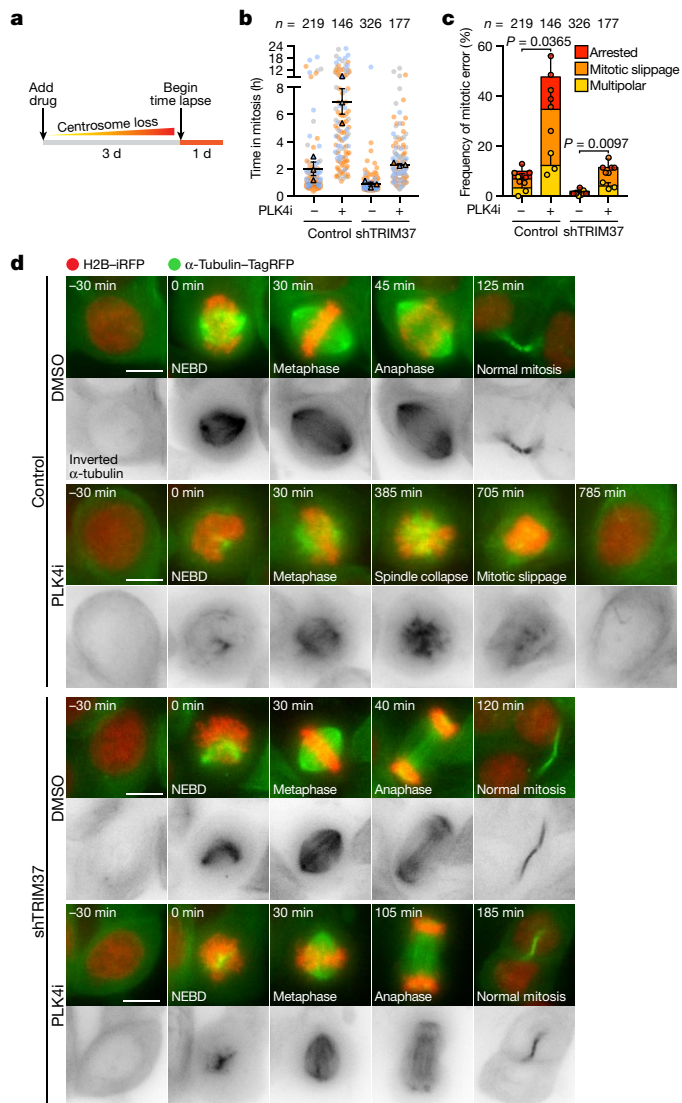 a
Add
drug
Begin
time lapse
Centrosome loss
3 d
1 d
b
n = 219 146 326 177
Time in mitosis (h)
24
18
12
8
6
4
2
0
PLK4i – + – +
Control shTRIM37
c
n = 219 146 326 177
Frequency of mitotic error (%)
60
40
20
0
P = 0.0365
P = 0.0097
Arrested
Mitotic slippage
Multipolar
PLK4i – + – +
Control shTRIM37
d
H2B–iRFP
α-Tubulin–TagRFP
Control
DMSO
–30 min
0 min
30 min
45 min
125 min
NEBD
Metaphase
Anaphase
Normal mitosis
Inverted
α-tubulin
PLK4i
–30 min
0 min
30 min
385 min
705 min
785 min
NEBD
Metaphase
Spindle collapse
Mitotic slippage
shTRIM37
DMSO
–30 min
0 min
30 min
40 min
120 min
NEBD
Metaphase
Anaphase
Normal mitosis
PLK4i
–30 min
0 min
30 min
105 min
185 min
NEBD
Metaphase
Anaphase
Normal mitosis